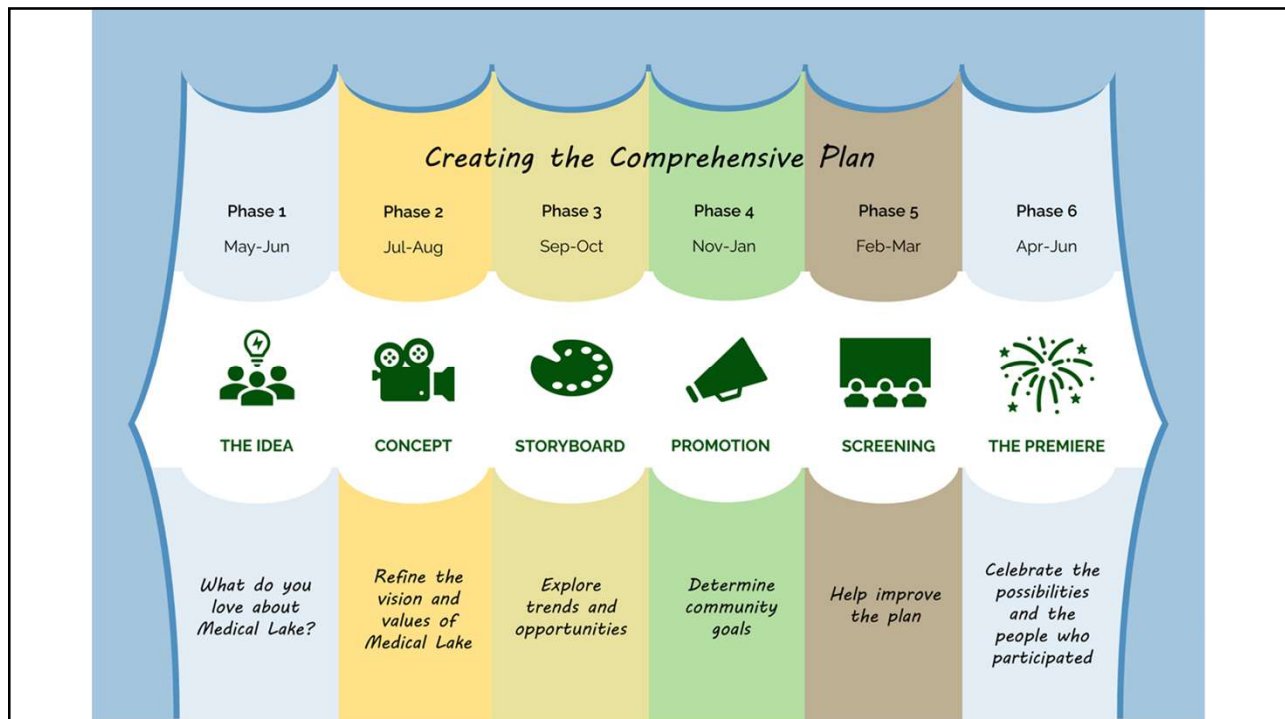 Creating the Comprehensive Plan
Phase 1
Phase 2
Phase 3
Phase 4
Phase 5
Phase 6
May-Jun
Jul-Aug
Sep-Oct
Nov-Jan
Feb-Mar
Apr-Jun
THE IDEA
CONCEPT
STORYBOARD
PROMOTION
SCREENING
THE PREMIERE
What do you
love about
Medical Lake?
Refine the
vision and
values of
Medical Lake
Explore
trends and
opportunities
Determine
community
goals
Help improve
the plan
Celebrate the
possibilities
and the
people who
participated